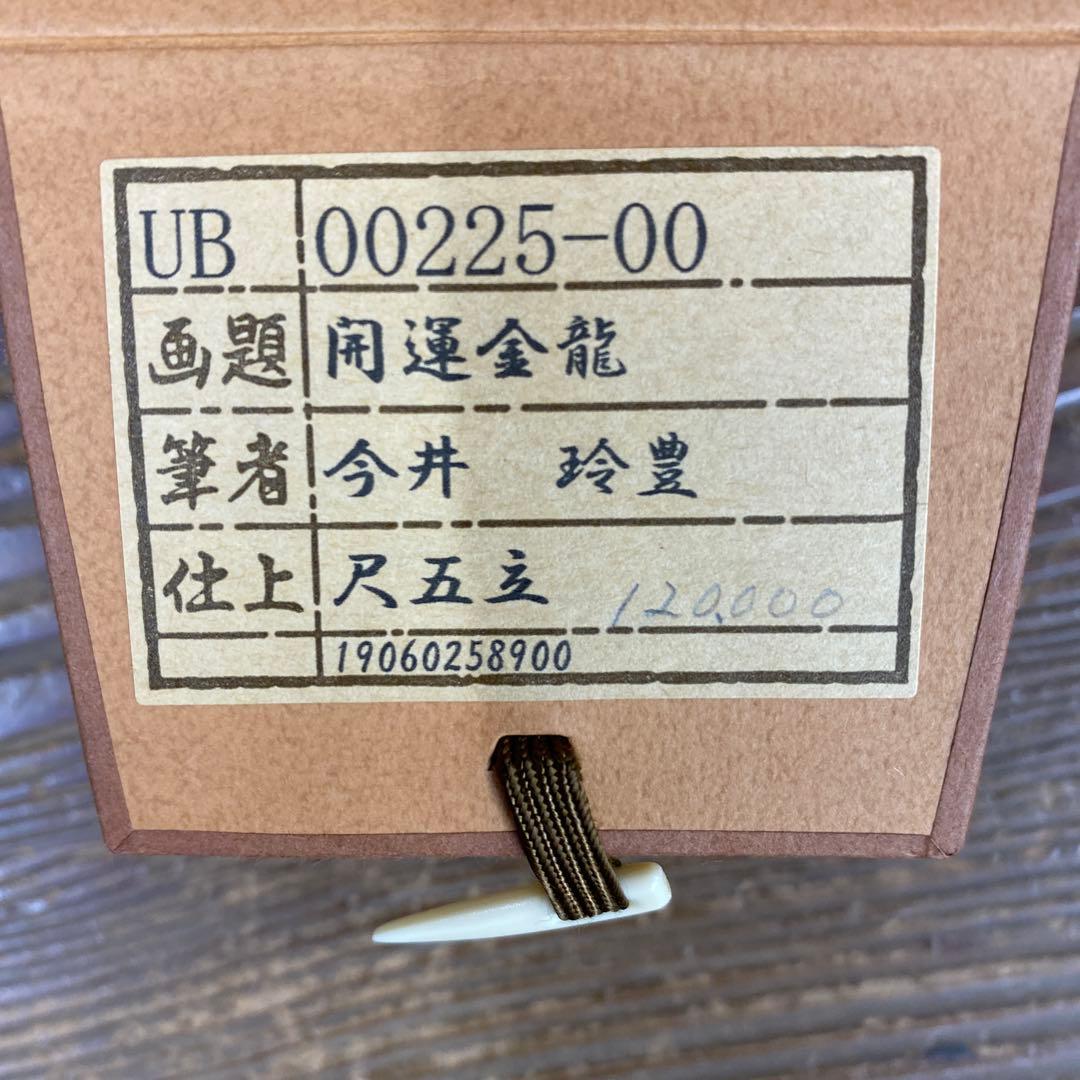 UB 00225-00
画題 開運金龍
筆者 今井 玲豊
仕上 尺五立 120,000
19060258900